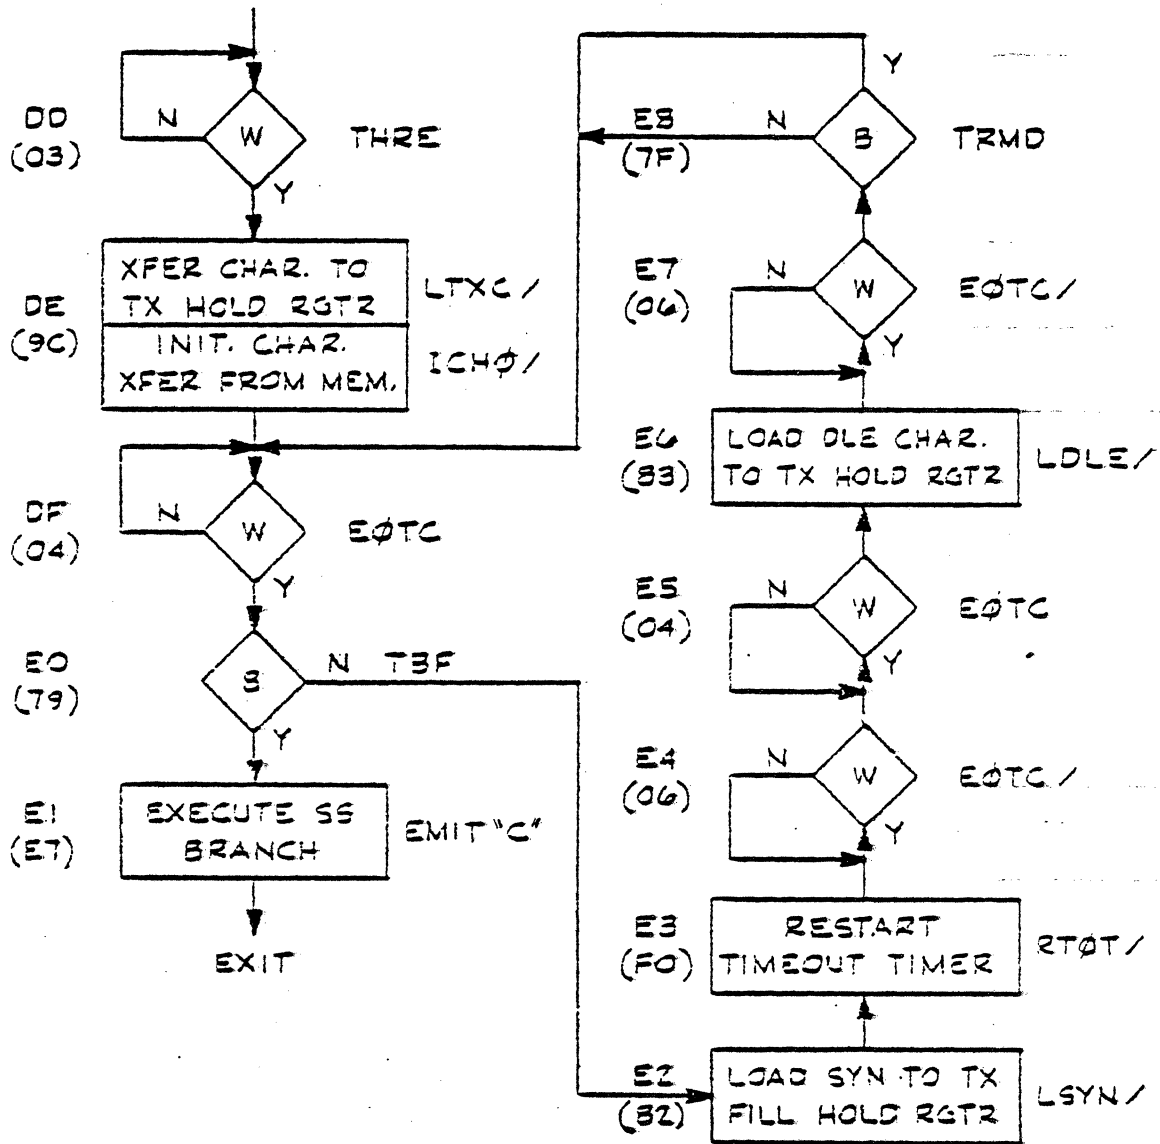 DD
(03)
N
W
THRE
Y
XFER CHAR. TO
TX HOLD RGTR
LTXC/
DE
(9C)
INIT. CHAR.
XFER FROM MEM.
ICHØ/
DF
(04)
N
W
EØTC
Y
E0
(79)
B
N TBF
Y
E1
(E7)
EXECUTE SS
BRANCH
EMIT "C"
EXIT
Y
E8
(7F)
N
B
TRMD
E7
(06)
N
W
EØTC/
Y
E6
(B3)
LOAD DLE CHAR.
TO TX HOLD RGTR
LDLE/
E5
(04)
N
W
EØTC
Y
E4
(06)
N
W
EØTC/
Y
E3
(F0)
RESTART
TIMEOUT TIMER
RTØT/
E2
(B2)
LOAD SYN TO TX
FILL HOLD RGTR
LSYN/